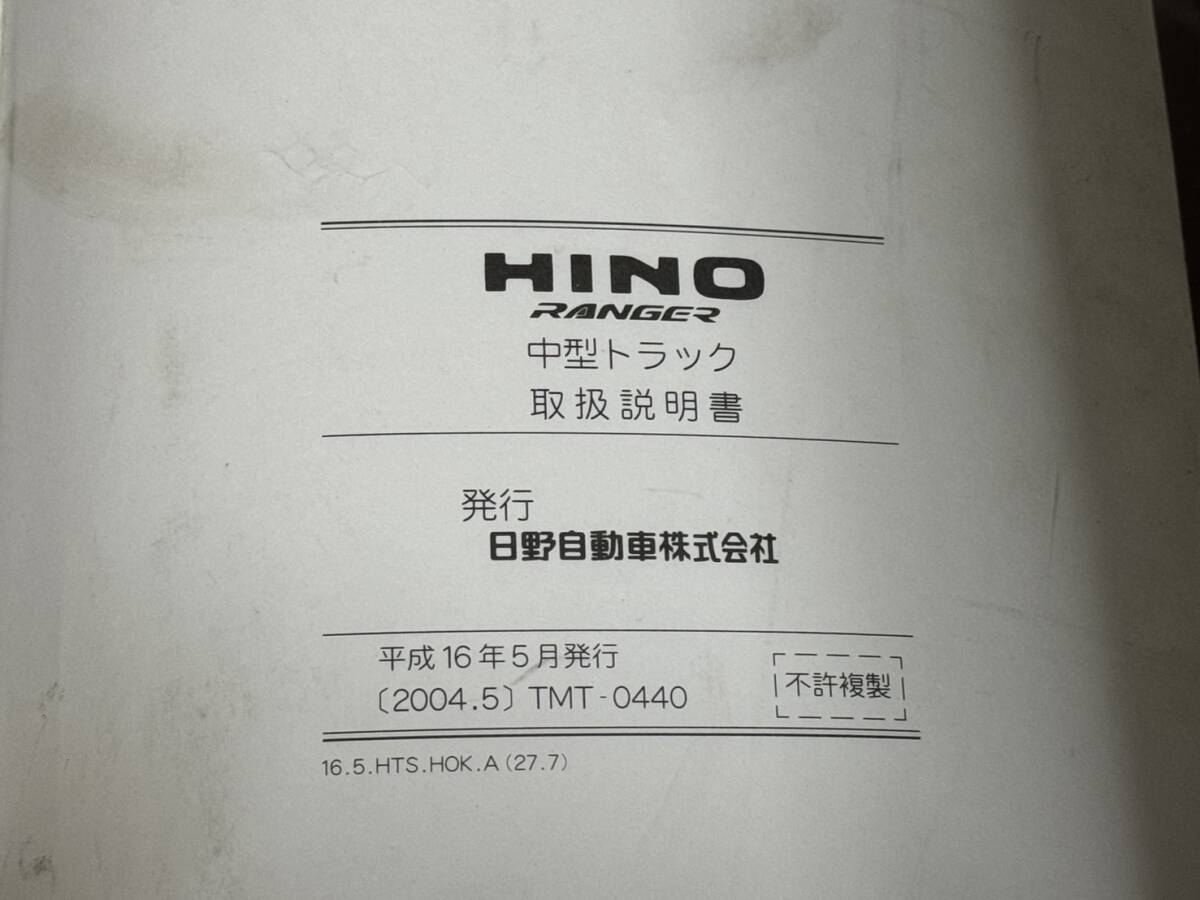 HINO
RANGER
中型トラック
取扱説明書
発行
日野自動車株式会社
平成16年5月発行
〔2004.5〕 TMT-0440
不許複製
16.5.HTS.HOK.A(27.7)